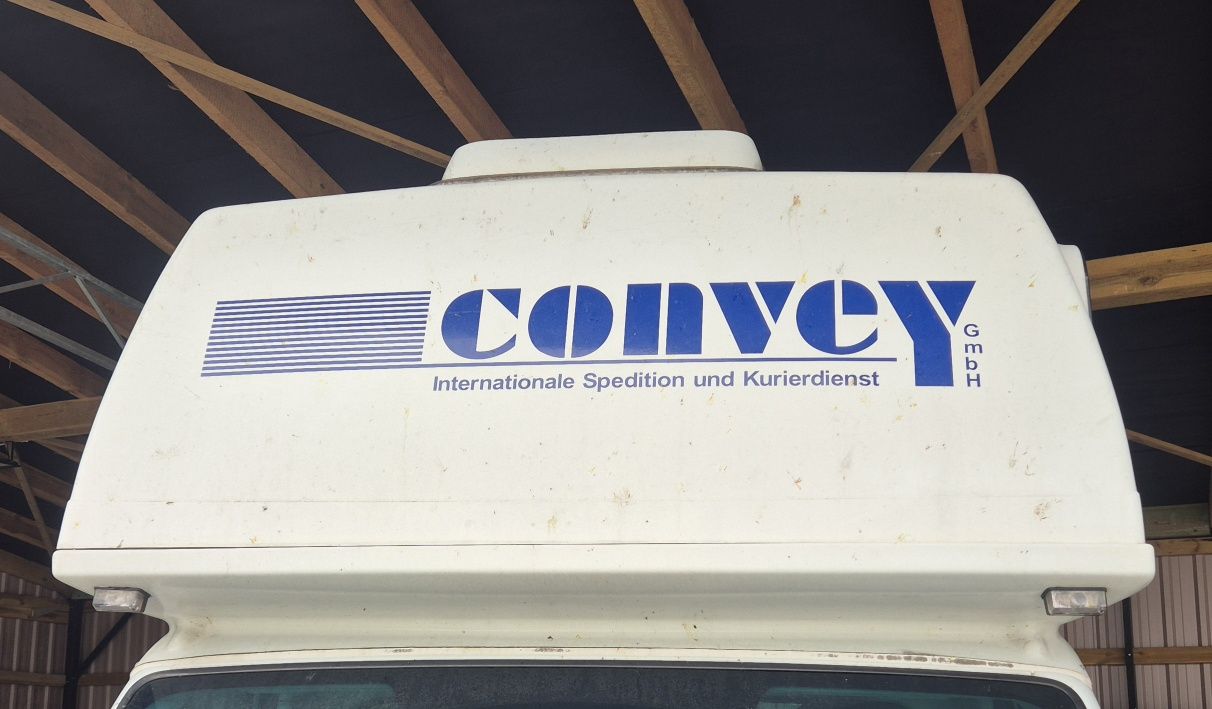 convey
GmbH
Internationale Spedition und Kurierdienst